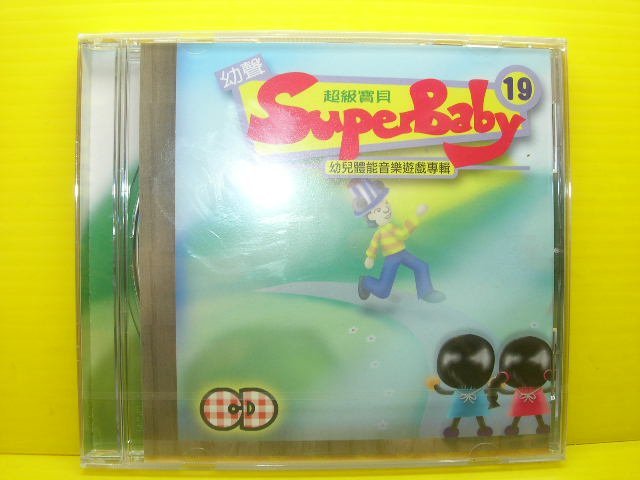 幼聲
超級寶貝
19
SuperBaby
幼兒體能音樂遊戲專輯
CD